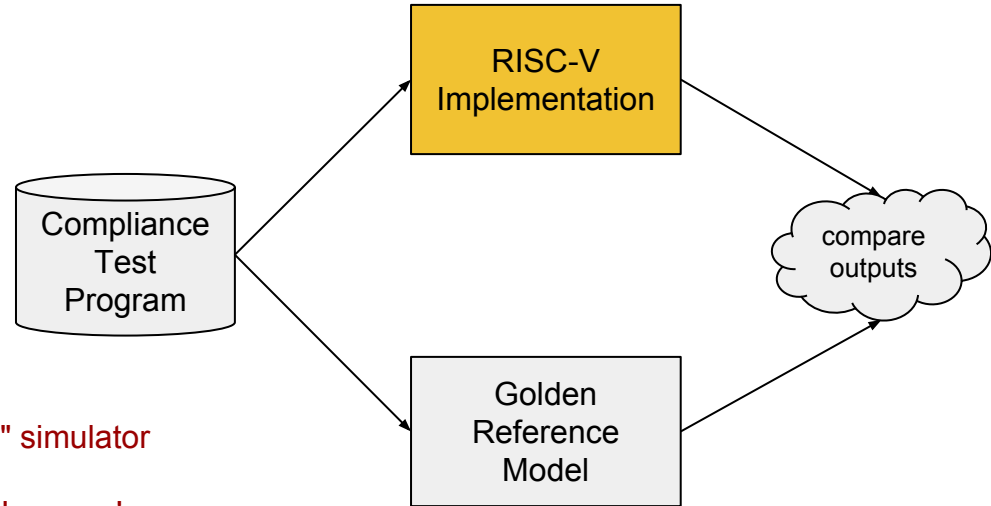 RISC-V
Implementation
Compliance
Test
Program
compare
outputs
Golden
Reference
Model
" simulator